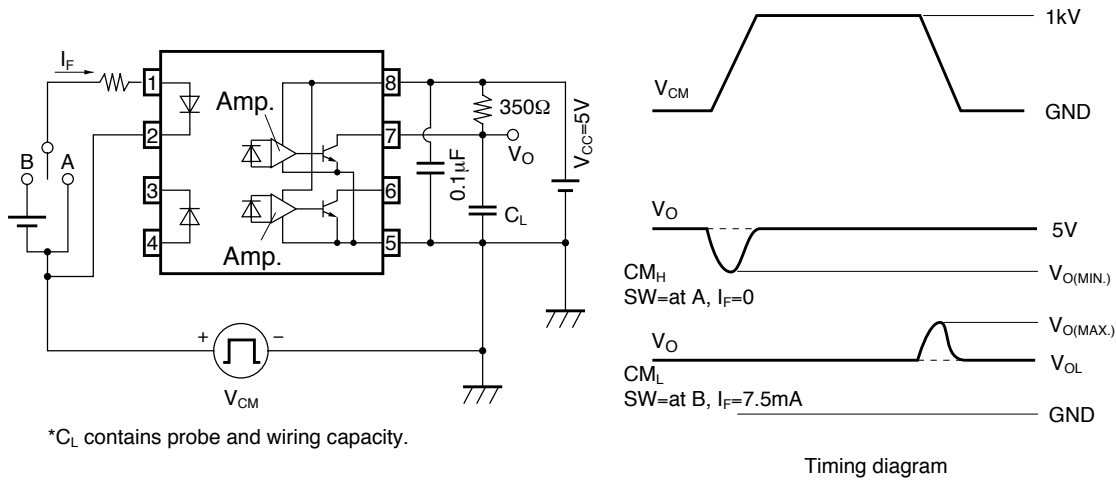 I_F
1
2
3
4
Amp.
Amp.
8
7
6
5
B
A
350Ω
V_O
0.1μF
C_L
V_CC=5V
+
−
V_CM
*C_L contains probe and wiring capacity.
V_CM
1kV
GND
V_O
5V
CM_H
SW=at A, I_F=0
V_O(MIN.)
V_O
V_O(MAX.)
V_OL
CM_L
SW=at B, I_F=7.5mA
GND
Timing diagram